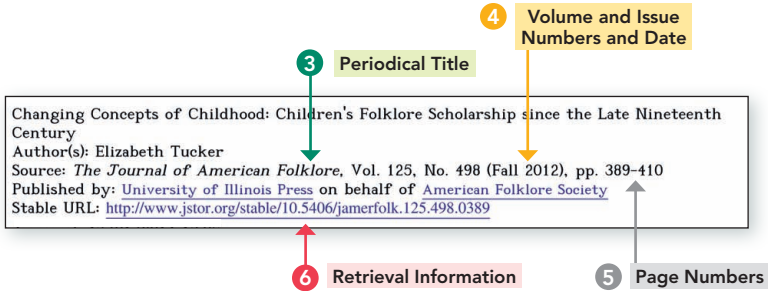 4 Volume and Issue
Numbers and Date
3 Periodical Title
Changing Concepts of Childhood: Children's Folklore Scholarship since the Late Nineteenth
Century
Author(s): Elizabeth Tucker
Source: The Journal of American Folklore, Vol. 125, No. 498 (Fall 2012), pp. 389-410
Published by: University of Illinois Press on behalf of American Folklore Society
Stable URL: http://www.jstor.org/stable/10.5406/jamerfolk.125.498.0389
6 Retrieval Information
5 Page Numbers